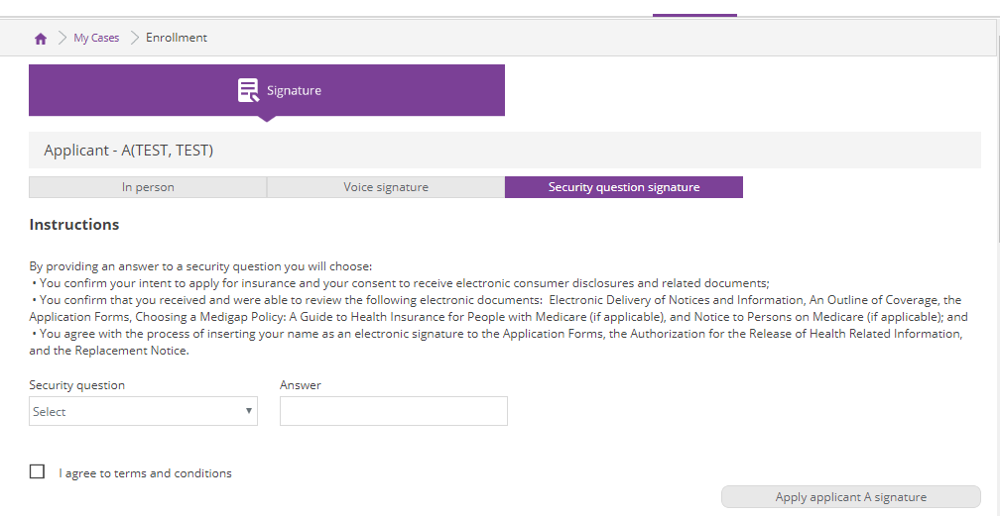 My Cases Enrollment
Signature
Applicant - A(TEST, TEST)
In person Voice signature Security question signature
Instructions
By providing an answer to a security question you will choose:
• You confirm your intent to apply for insurance and your consent to receive electronic consumer disclosures and related documents;
• You confirm that you received and were able to review the following electronic documents: Electronic Delivery of Notices and Information, An Outline of Coverage, the
Application Forms, Choosing a Medigap Policy: A Guide to Health Insurance for People with Medicare (if applicable), and Notice to Persons on Medicare (if applicable); and
• You agree with the process of inserting your name as an electronic signature to the Application Forms, the Authorization for the Release of Health Related Information,
and the Replacement Notice.
Security question Answer
Select
I agree to terms and conditions
Apply applicant A signature